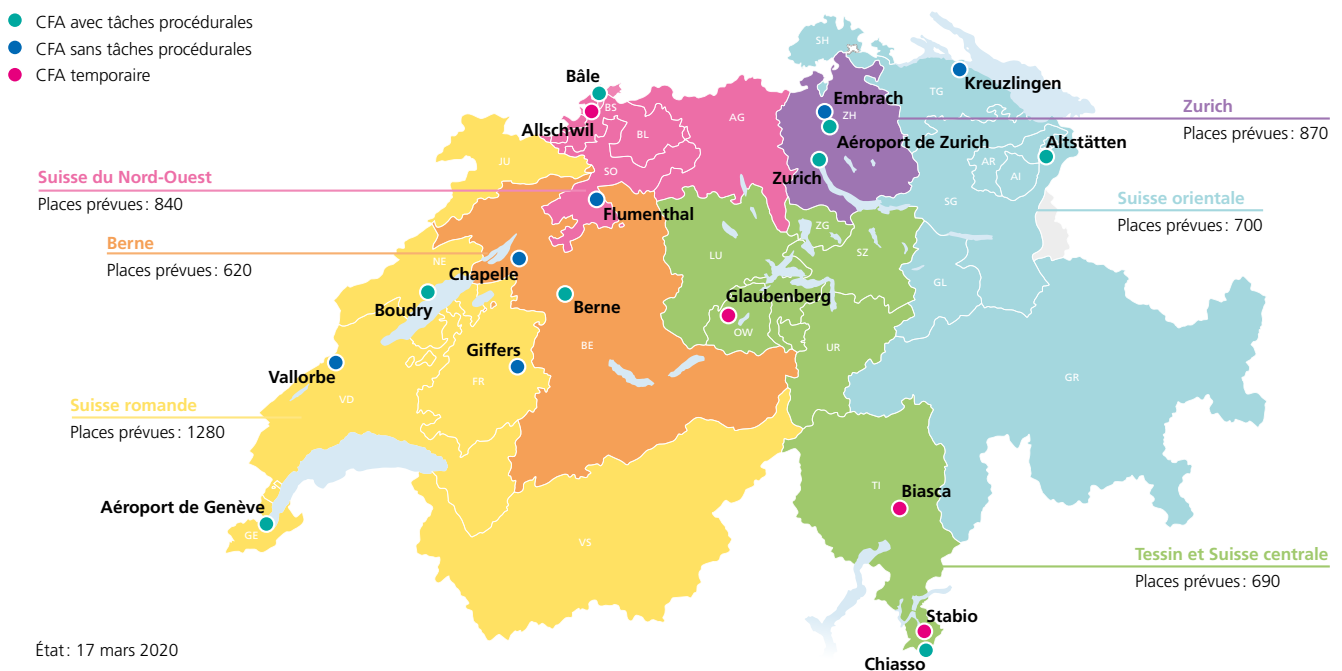 CFA avec tâches procédurales
CFA sans tâches procédurales
CFA temporaire
SH
Bâle
Kreuzlingen
TG
Embrach
ZH
Zurich
Places prévues : 870
BS
Allschwil
BL
AG
Aéroport de Zurich
Altstätten
JU
AR
AI
SO
Zurich
Suisse du Nord-Ouest
Places prévues : 840
Flumenthal
Suisse orientale
Places prévues : 700
SG
ZG
Berne
Places prévues : 620
NE
LU
SZ
Chapelle
GL
Boudry
Berne
Glaubenberg
OW
UR
BE
Giffers
Vallorbe
FR
GR
VD
Suisse romande
Places prévues : 1280
TI
Biasca
Aéroport de Genève
GE
VS
Tessin et Suisse centrale
Places prévues : 690
Stabio
État : 17 mars 2020
Chiasso